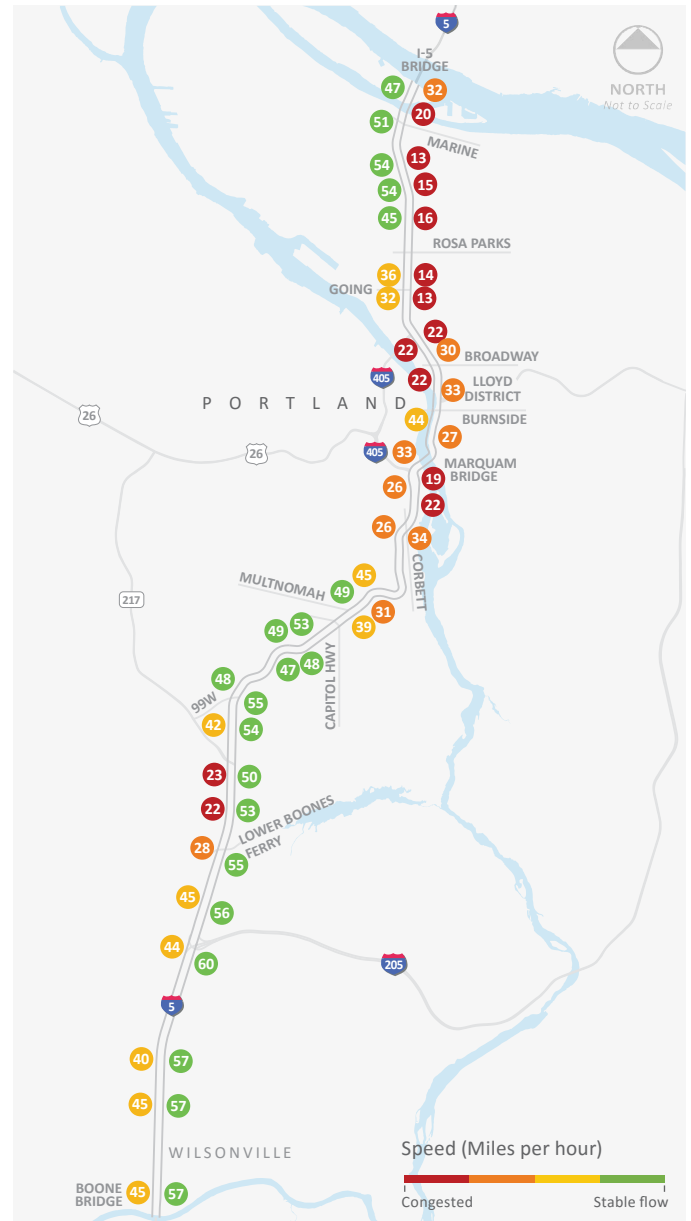 5
I-5
BRIDGE
NORTH
Not to Scale
47
32
20
51
MARINE
13
54
15
54
45
16
ROSA PARKS
36
14
GOING
32
13
22
22
30
BROADWAY
405
22
LLOYD
DISTRICT
33
PORTLAND
26
44
BURNSIDE
27
26
405
33
MARQUAM
BRIDGE
19
26
22
26
34
CORBETT
45
MULTNOMAH
49
217
31
39
53
49
CAPITOL HWY
48
47
48
99W
55
42
54
23
50
22
53
LOWER BOONES
FERRY
28
55
45
56
44
60
205
5
40
57
45
57
WILSONVILLE
BOONE
BRIDGE
45
57
Speed (Miles per hour)
Congested
Stable flow